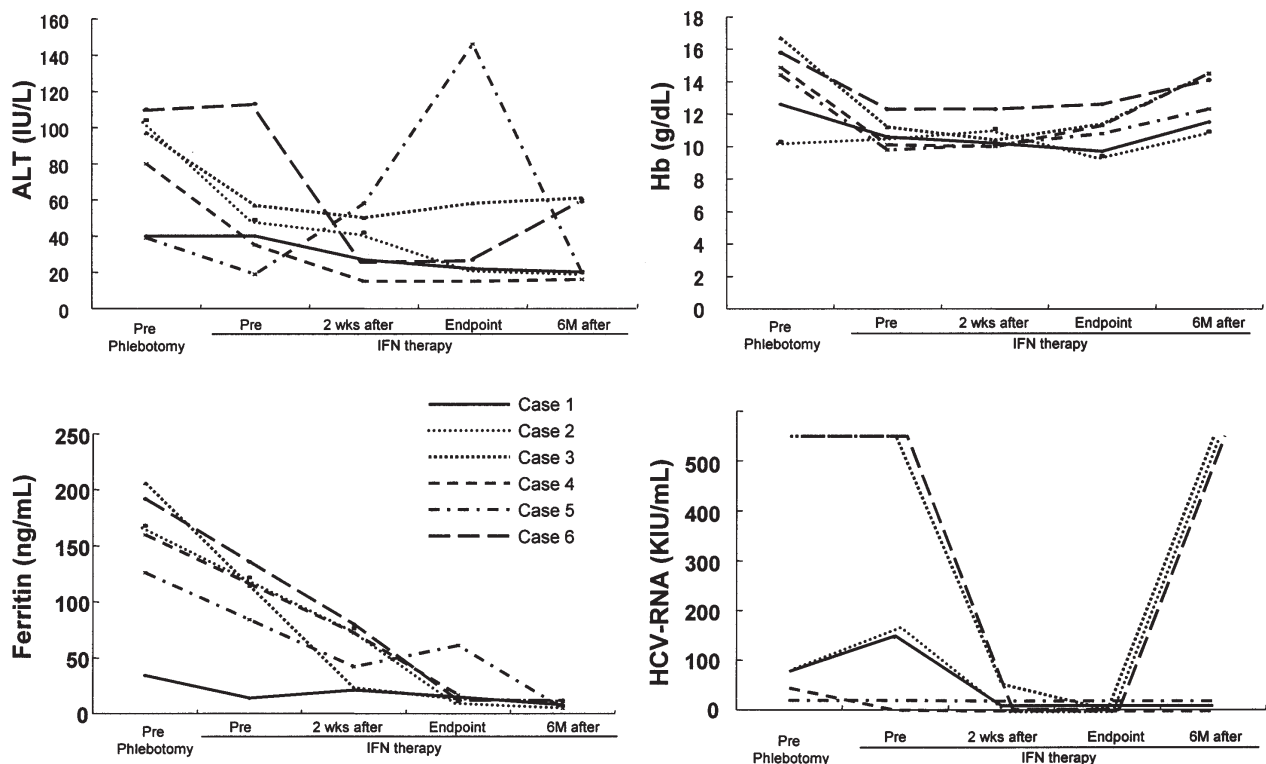 ALT (IU/L)
160
140
120
100
80
60
40
20
0
Pre
Phlebotomy
Pre
2 wks after
Endpoint
6M after
IFN therapy
Hb (g/dL)
18
16
14
12
10
8
6
4
2
0
Pre
Phlebotomy
Pre
2 wks after
Endpoint
6M after
IFN therapy
Case 1
Case 2
Case 3
Case 4
Case 5
Case 6
Ferritin (ng/mL)
250
200
150
100
50
0
Pre
Phlebotomy
Pre
2 wks after
Endpoint
6M after
IFN therapy
HCV-RNA (KIU/mL)
500
400
300
200
100
0
Pre
Phlebotomy
Pre
2 wks after
Endpoint
6M after
IFN therapy